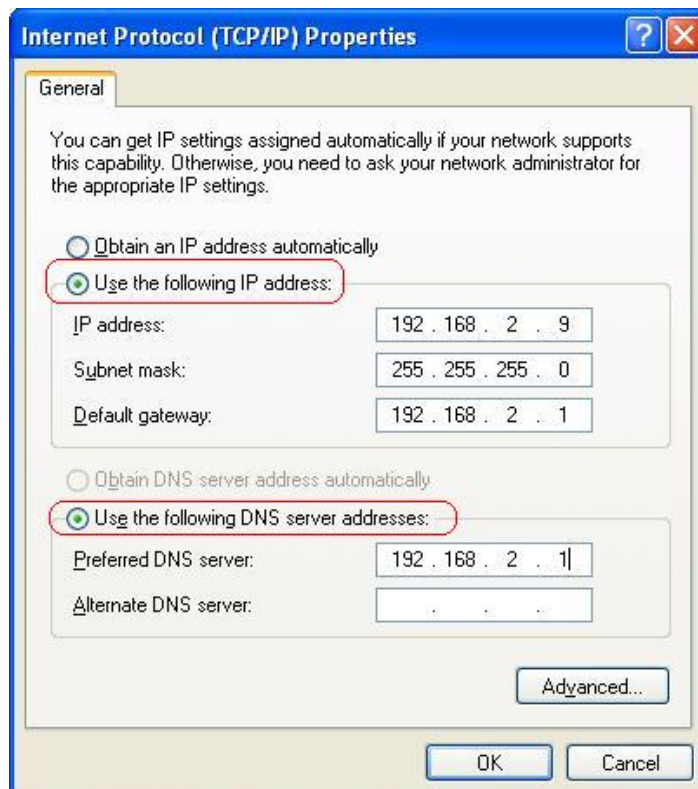 Internet Protocol (TCP/IP) Properties
General
You can get IP settings assigned automatically if your network supports
this capability. Otherwise, you need to ask your network administrator for
the appropriate IP settings.
Obtain an IP address automatically
Use the following IP address:
IP address: 192 . 168 . 2 . 9
Subnet mask: 255 . 255 . 255 . 0
Default gateway: 192 . 168 . 2 . 1
Obtain DNS server address automatically
Use the following DNS server addresses:
Preferred DNS server: 192 . 168 . 2 . 1
Alternate DNS server: . . .
Advanced...
OK Cancel